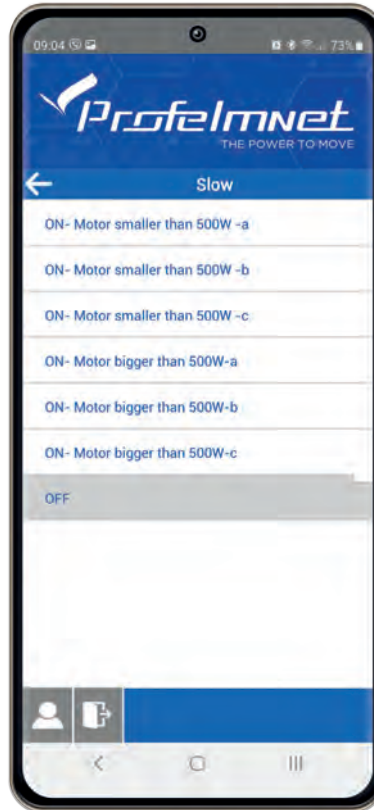 09:04 73%
Profelmnet
THE POWER TO MOVE
Slow
ON- Motor smaller than 500W -a
ON- Motor smaller than 500W -b
ON- Motor smaller than 500W -c
ON- Motor bigger than 500W-a
ON- Motor bigger than 500W-b
ON- Motor bigger than 500W-c
OFF